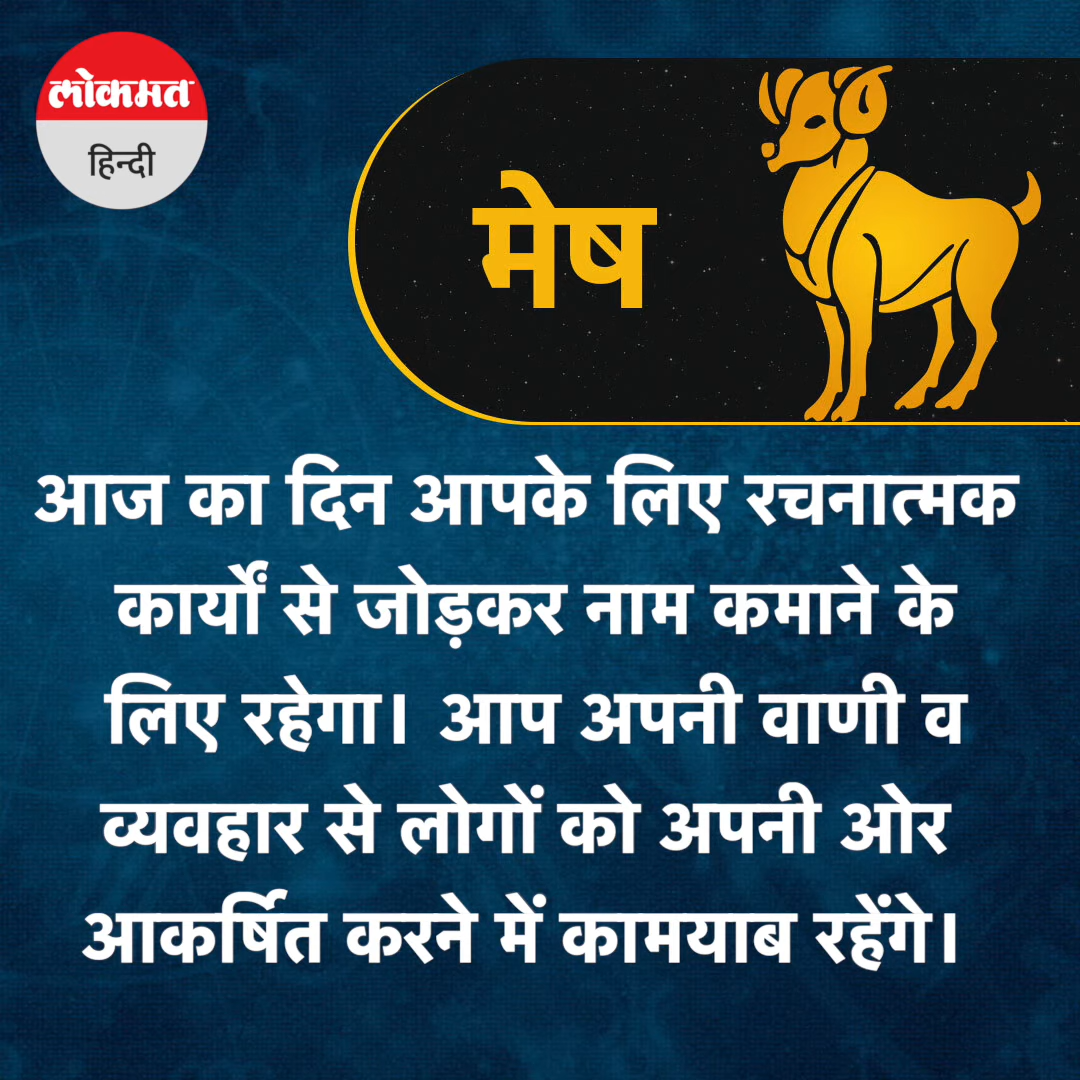 लोकमत
हिन्दी
मेष
आज का दिन आपके लिए रचनात्मक
कार्यों से जोड़कर नाम कमाने के
लिए रहेगा। आप अपनी वाणी व
व्यवहार से लोगों को अपनी ओर
आकर्षित करने में कामयाब रहेंगे।